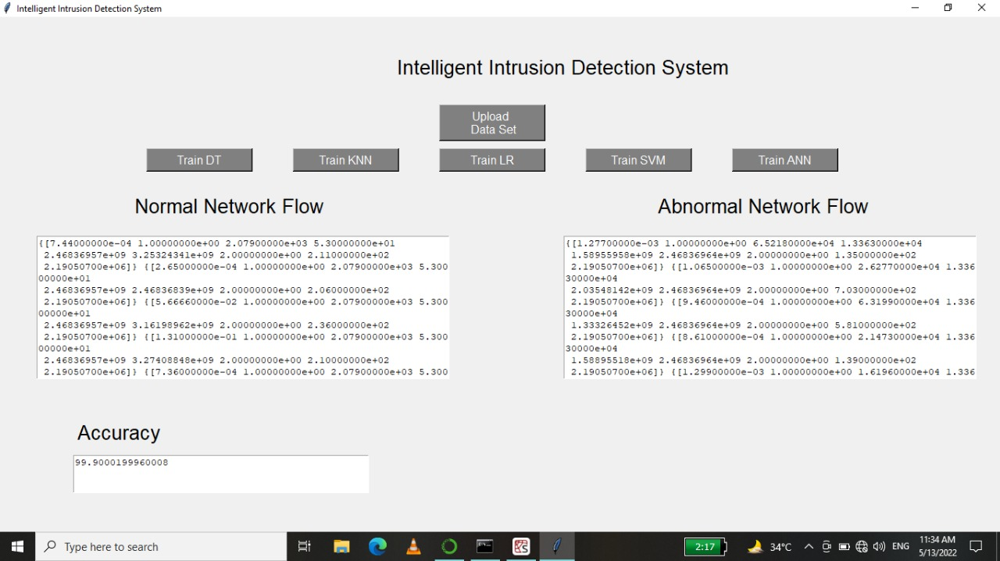 Intelligent Intrusion Detection System
Intelligent Intrusion Detection System
Upload
Data Set
Train DT
Train KNN
Train LR
Train SVM
Train ANN
Normal Network Flow
Abnormal Network Flow
{[7.44000000e-04 1.00000000e+00 2.07900000e+03 5.30000000e+01
2.46836957e+09 3.25324341e+09 2.00000000e+00 2.11000000e+02
2.19050700e+06]} {[2.65000000e-04 1.00000000e+00 2.07900000e+03 5.300
00000e+01
2.46836957e+09 2.46836839e+09 2.00000000e+00 2.06000000e+02
2.19050700e+06]} {[5.66660000e-02 1.00000000e+00 2.07900000e+03 5.300
00000e+01
2.46836957e+09 3.16198962e+09 2.00000000e+00 2.36000000e+02
2.19050700e+06]} {[1.31000000e-01 1.00000000e+00 2.07900000e+03 5.300
00000e+01
2.46836957e+09 3.27408848e+09 2.00000000e+00 2.10000000e+02
2.19050700e+06]} {[7.36000000e-04 1.00000000e+00 2.07900000e+03 5.300
{[1.27700000e-03 1.00000000e+00 6.52180000e+04 1.33630000e+04
1.58955958e+09 2.46836964e+09 2.00000000e+00 1.35000000e+02
2.19050700e+06]} {[1.06500000e-03 1.00000000e+00 2.62770000e+04 1.336
30000e+04
2.03548142e+09 2.46836964e+09 2.00000000e+00 7.03000000e+02
2.19050700e+06]} {[9.46000000e-04 1.00000000e+00 6.31990000e+04 1.336
30000e+04
1.33326452e+09 2.46836964e+09 2.00000000e+00 5.81000000e+02
2.19050700e+06]} {[8.61000000e-04 1.00000000e+00 2.14730000e+04 1.336
30000e+04
1.58895518e+09 2.46836964e+09 2.00000000e+00 1.39000000e+02
2.19050700e+06]} {[1.29900000e-03 1.00000000e+00 1.61960000e+04 1.336
Accuracy
99.9000199960008
Type here to search
2:17
34°C
ENG
11:34 AM
5/13/2022